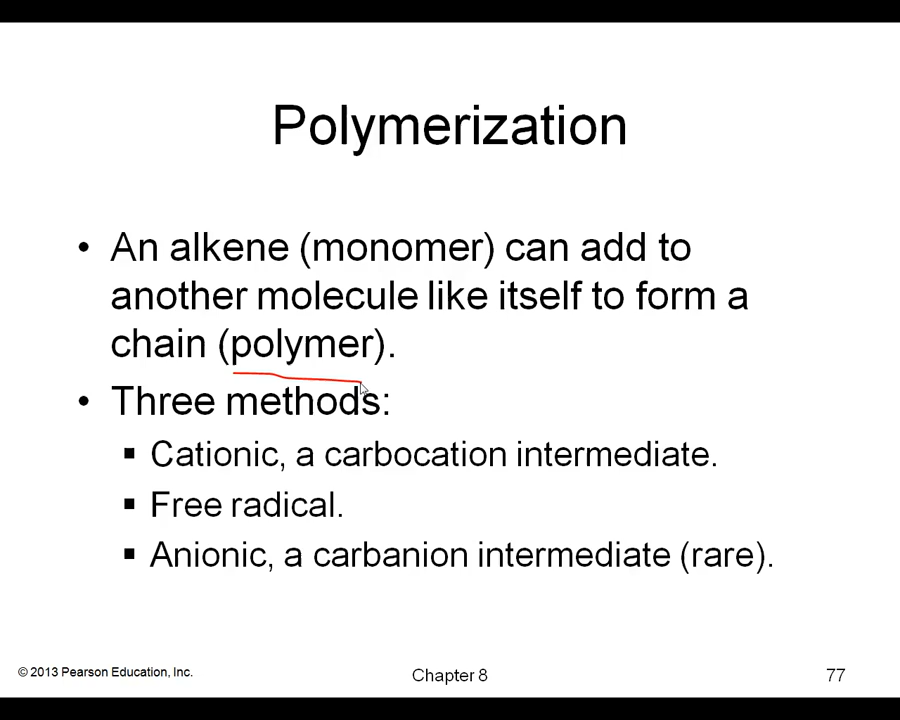 Polymerization
• An alkene (monomer) can add to
another molecule like itself to form a
chain (polymer).
• Three methods:
▪ Cationic, a carbocation intermediate.
▪ Free radical.
▪ Anionic, a carbanion intermediate (rare).
© 2013 Pearson Education, Inc.
Chapter 8
77